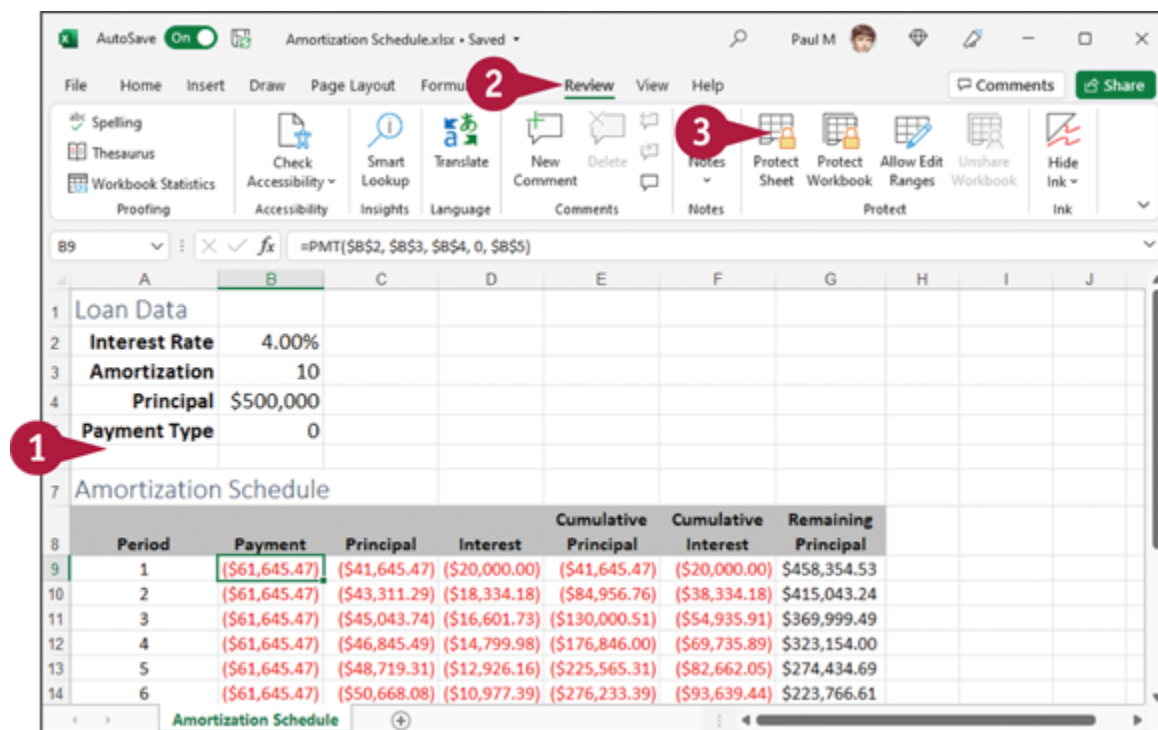 AutoSave On Amortization Schedule.xlsx • Saved Paul M
File Home Insert Draw Page Layout Formu 2 Review View Help Comments Share
abc Spelling
Thesaurus
123 Workbook Statistics
Proofing
Check
Accessibility
Accessibility
Smart
Lookup
Insights
あ
a
Translate
Language
New
Comment
Delete
Comments
3
Notes
Notes
Protect
Sheet
Protect
Workbook
Allow Edit
Ranges
Unshare
Workbook
Protect
Hide
Ink
Ink
B9 fx =PMT($B$2, $B$3, $B$4, 0, $B$5)
A B C D E F G H I J
1 Loan Data
2 Interest Rate 4.00%
3 Amortization 10
4 Principal $500,000
Payment Type 0
1
7 Amortization Schedule
Cumulative Cumulative Remaining
8 Period Payment Principal Interest Principal Interest Principal
9 1 ($61,645.47) ($41,645.47) ($20,000.00) ($41,645.47) ($20,000.00) $458,354.53
10 2 ($61,645.47) ($43,311.29) ($18,334.18) ($84,956.76) ($38,334.18) $415,043.24
11 3 ($61,645.47) ($45,043.74) ($16,601.73) ($130,000.51) ($54,935.91) $369,999.49
12 4 ($61,645.47) ($46,845.49) ($14,799.98) ($176,846.00) ($69,735.89) $323,154.00
13 5 ($61,645.47) ($48,719.31) ($12,926.16) ($225,565.31) ($82,662.05) $274,434.69
14 6 ($61,645.47) ($50,668.08) ($10,977.39) ($276,233.39) ($93,639.44) $223,766.61
Amortization Schedule